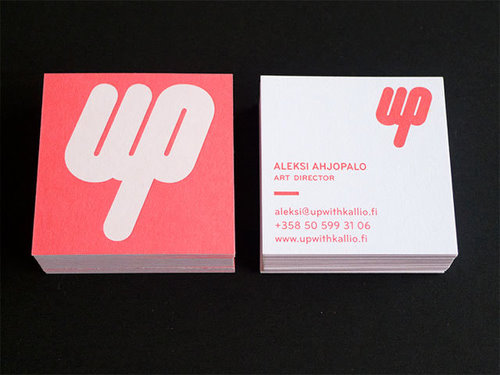 up
up
ALEKSI AHJOPALO
ART DIRECTOR
aleksi@upwithkallio.fi
+358 50 599 31 06
www.upwithkallio.fi